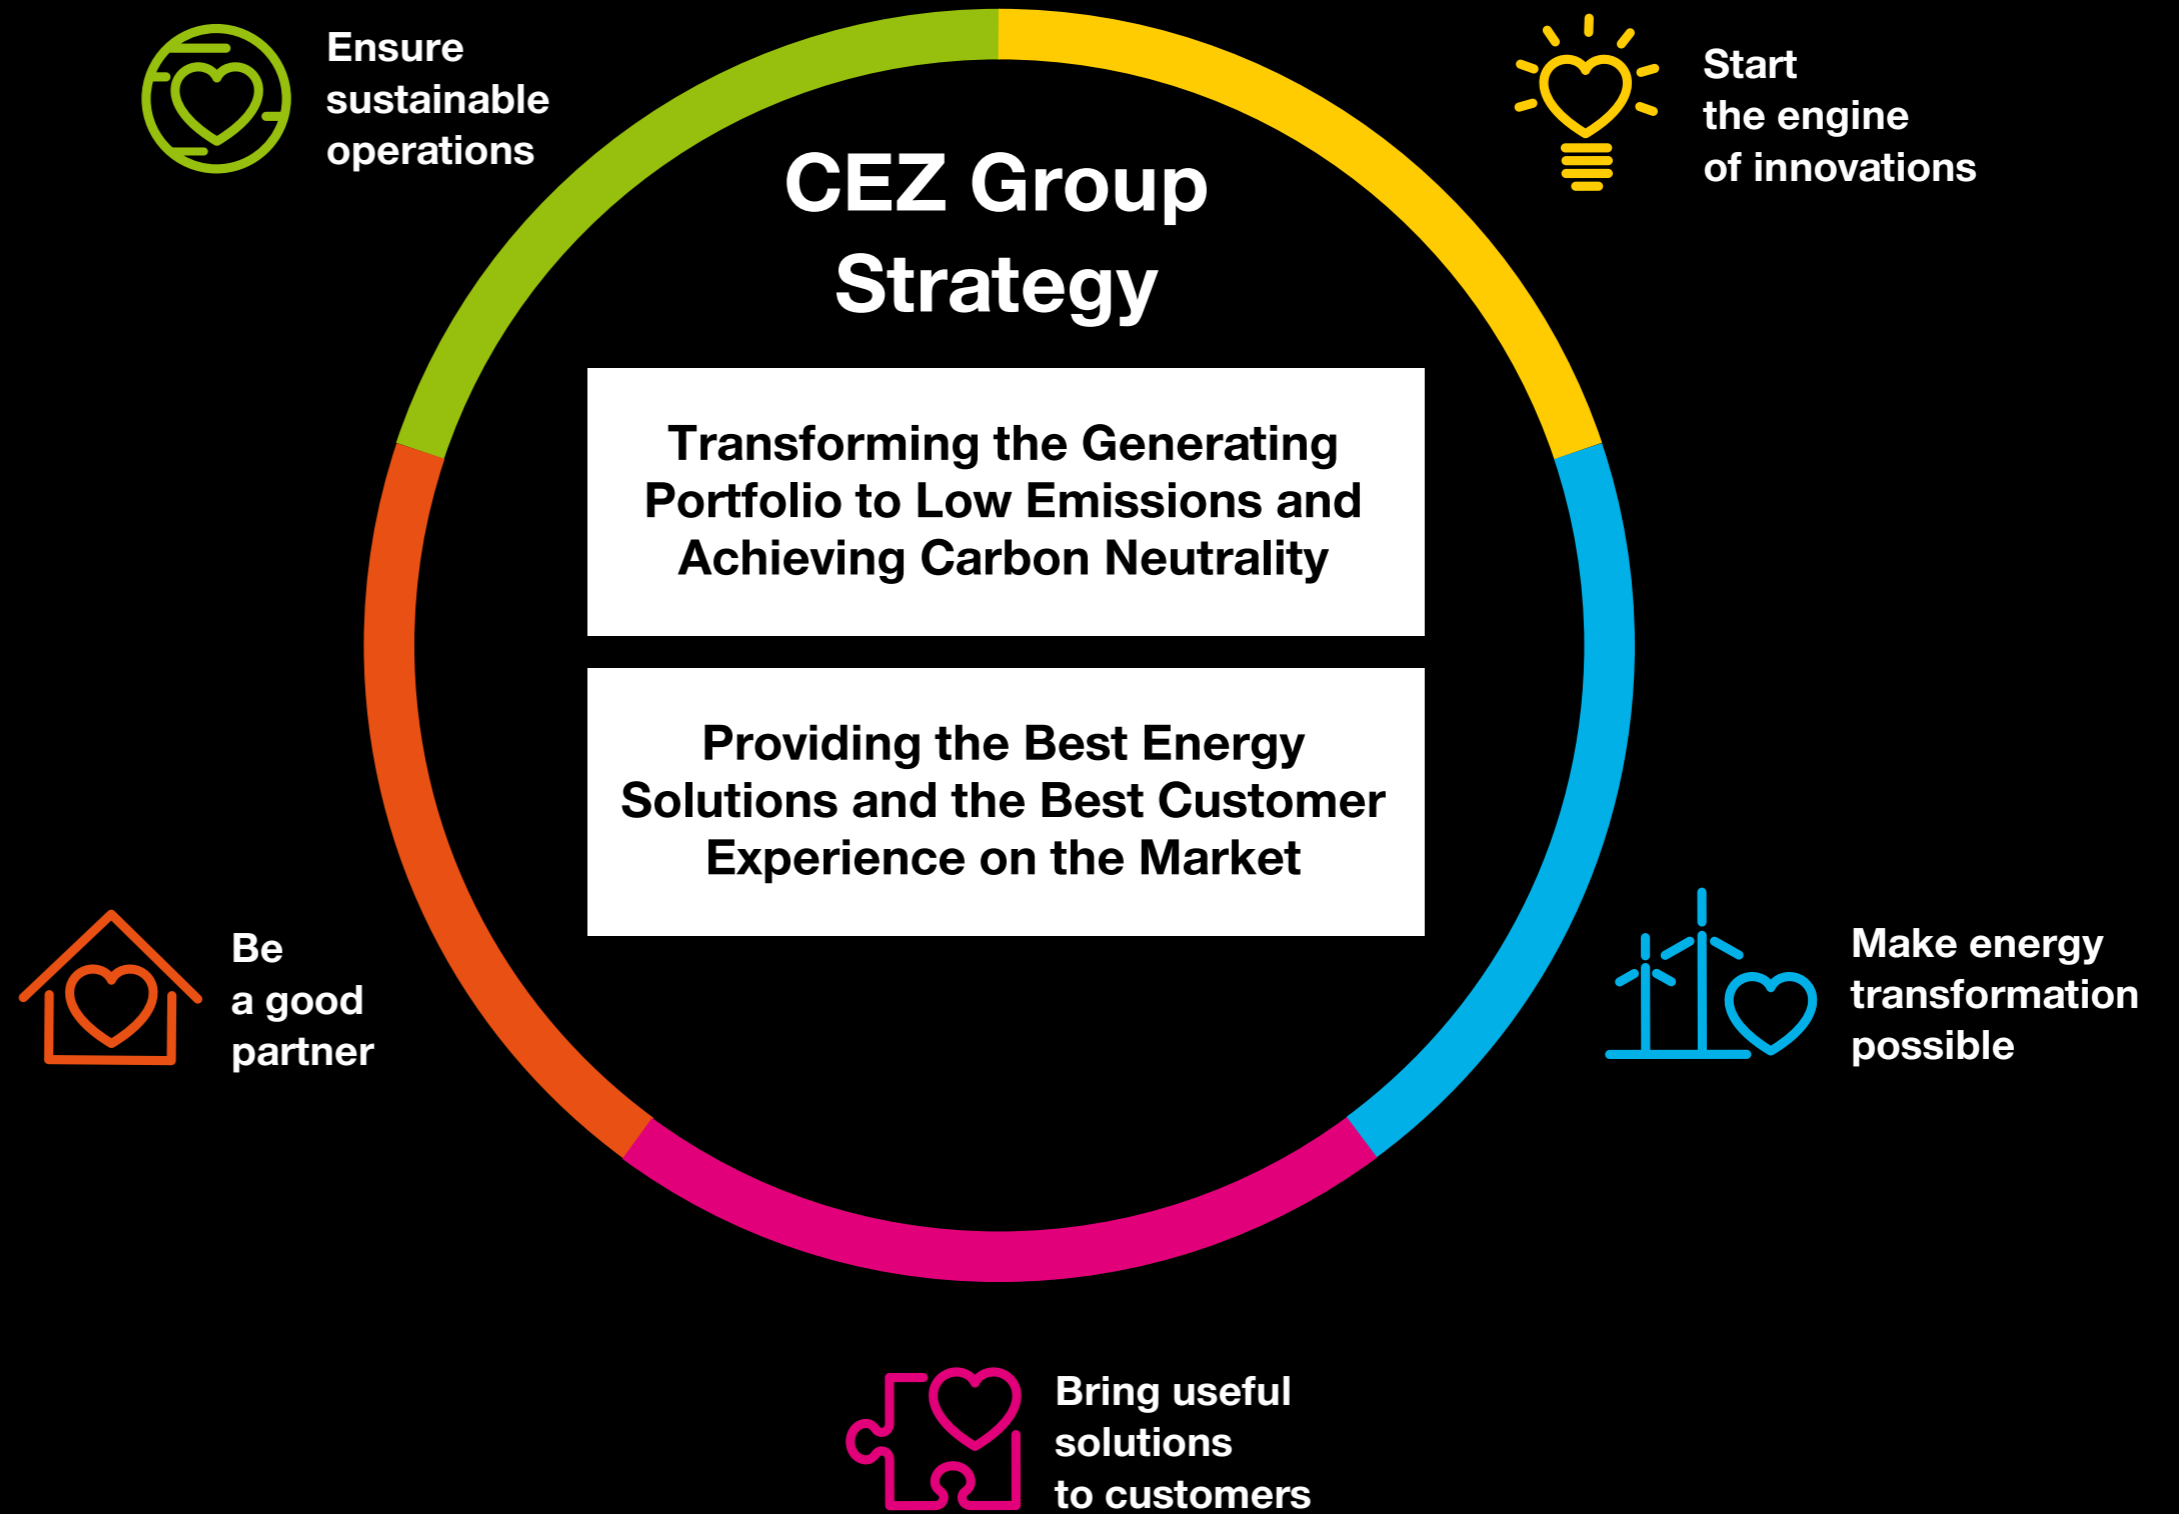 Ensure
sustainable
operations
Start
the engine
of innovations
CEZ Group
Strategy
Transforming the Generating
Portfolio to Low Emissions and
Achieving Carbon Neutrality
Providing the Best Energy
Solutions and the Best Customer
Experience on the Market
Be
a good
partner
Make energy
transformation
possible
Bring useful
solutions
to customers